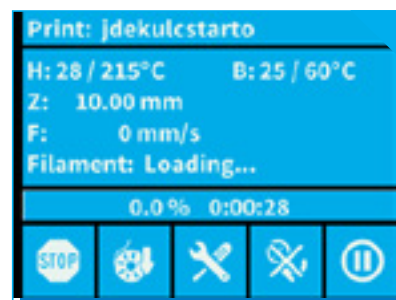 Print: jdekulcstarto
H: 28 / 215°C B: 25 / 60°C
Z: 10.00 mm
F: 0 mm/s
Filament: Loading...
0.0 % 0:00:28
STOP